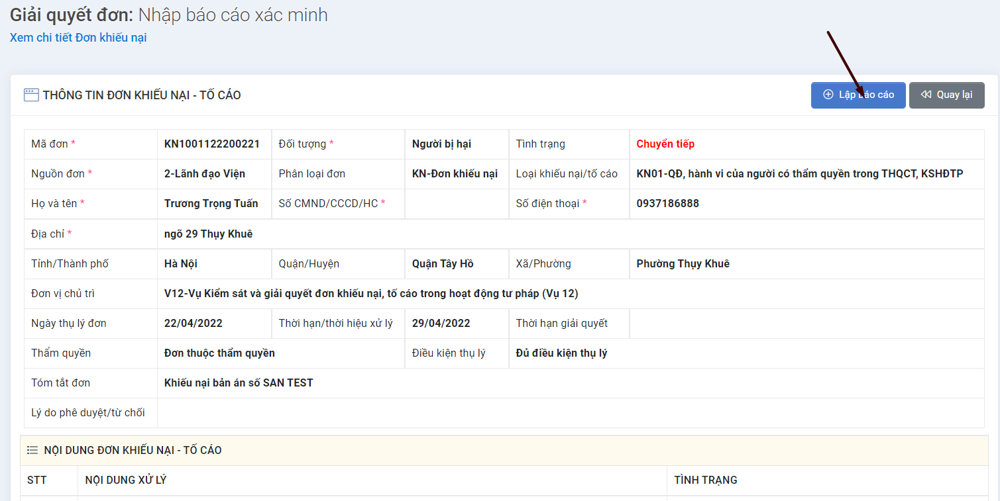 Giải quyết đơn: Nhập báo cáo xác minh
Xem chi tiết Đơn khiếu nại
THÔNG TIN ĐƠN KHIẾU NẠI - TỐ CÁO
Lập báo cáo Quay lại
Mã đơn * KN1001122200221 Đối tượng * Người bị hại Tình trạng Chuyển tiếp
Nguồn đơn * 2-Lãnh đạo Viện Phân loại đơn KN-Đơn khiếu nại Loại khiếu nại/tố cáo KN01-QĐ, hành vi của người có thẩm quyền trong THQCT, KSHĐTP
Họ và tên * Trương Trọng Tuấn Số CMND/CCCD/HC * Số điện thoại * 0937186888
Địa chỉ * ngõ 29 Thụy Khuê
Tỉnh/Thành phố Hà Nội Quận/Huyện Quận Tây Hồ Xã/Phường Phường Thụy Khuê
Đơn vị chủ trì V12-Vụ Kiểm sát và giải quyết đơn khiếu nại, tố cáo trong hoạt động tư pháp (Vụ 12)
Ngày thụ lý đơn 22/04/2022 Thời hạn/thời hiệu xử lý 29/04/2022 Thời hạn giải quyết
Thẩm quyền Đơn thuộc thẩm quyền Điều kiện thụ lý Đủ điều kiện thụ lý
Tóm tắt đơn Khiếu nại bản án số SAN TEST
Lý do phê duyệt/từ chối
NỘI DUNG ĐƠN KHIẾU NẠI - TỐ CÁO
STT NỘI DUNG XỬ LÝ TÌNH TRẠNG